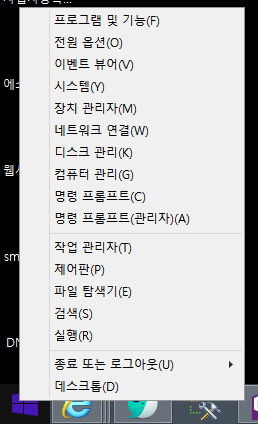 프로그램 및 기능(F)
전원 옵션(O)
이벤트 뷰어(V)
시스템(Y)
장치 관리자(M)
네트워크 연결(W)
디스크 관리(K)
컴퓨터 관리(G)
명령 프롬프트(C)
명령 프롬프트(관리자)(A)
작업 관리자(T)
제어판(P)
파일 탐색기(E)
검색(S)
실행(R)
종료 또는 로그아웃(U)
데스크톱(D)
sm
DN